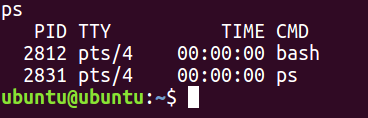 ps
PID TTY TIME CMD
2812 pts/4 00:00:00 bash
2831 pts/4 00:00:00 ps
ubuntu@ubuntu:~$